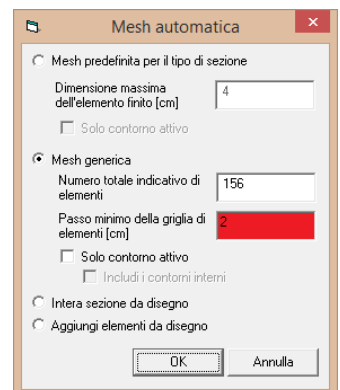 Mesh automatica
Mesh predefinita per il tipo di sezione
Dimensione massima
dell'elemento finito [cm]
4
Solo contorno attivo
Mesh generica
Numero totale indicativo di
elementi
156
Passo minimo della griglia di
elementi [cm]
2
Solo contorno attivo
Includi i contorni interni
Intera sezione da disegno
Aggiungi elementi da disegno
OK
Annulla